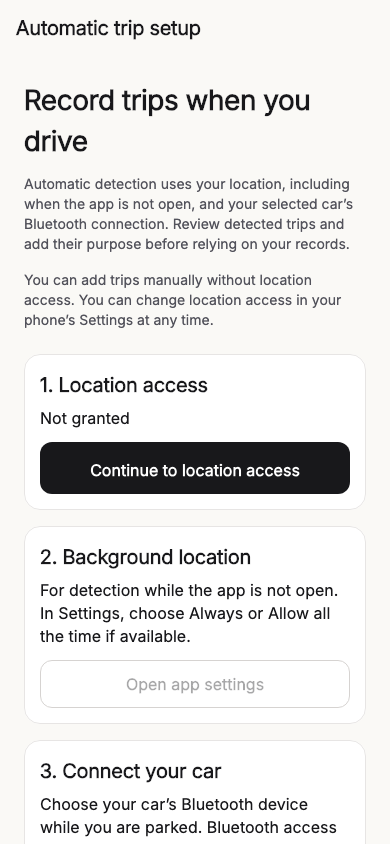 Automatic trip setup
Record trips when you
drive
Automatic detection uses your location, including
when the app is not open, and your selected car’s
Bluetooth connection. Review detected trips and
add their purpose before relying on your records.
You can add trips manually without location
access. You can change location access in your
phone’s Settings at any time.
1. Location access
Not granted
Continue to location access
2. Background location
For detection while the app is not open.
In Settings, choose Always or Allow all
the time if available.
Open app settings
3. Connect your car
Choose your car’s Bluetooth device
while you are parked. Bluetooth access